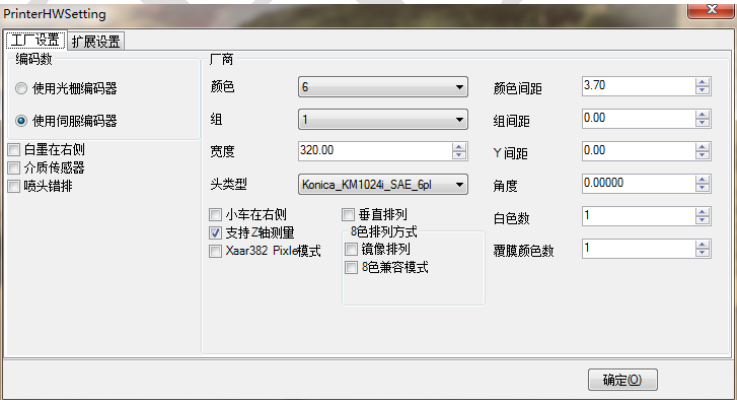 PrinterHWSetting
工厂设置 扩展设置
编码数
使用光栅编码器
使用伺服编码器
白墨在右侧
介质传感器
喷头错排
厂商
颜色 6 颜色间距 3.70
组 1 组间距 0.00
宽度 320.00 Y间距 0.00
头类型 Konica_KM1024i_SAE_6pl 角度 0.00000
小车在右侧 垂直排列 白色数 1
支持Z轴测量 8色排列方式
Xaar382 Pixle模式 镜像排列 覆膜颜色数 1
8色兼容模式
确定(O)